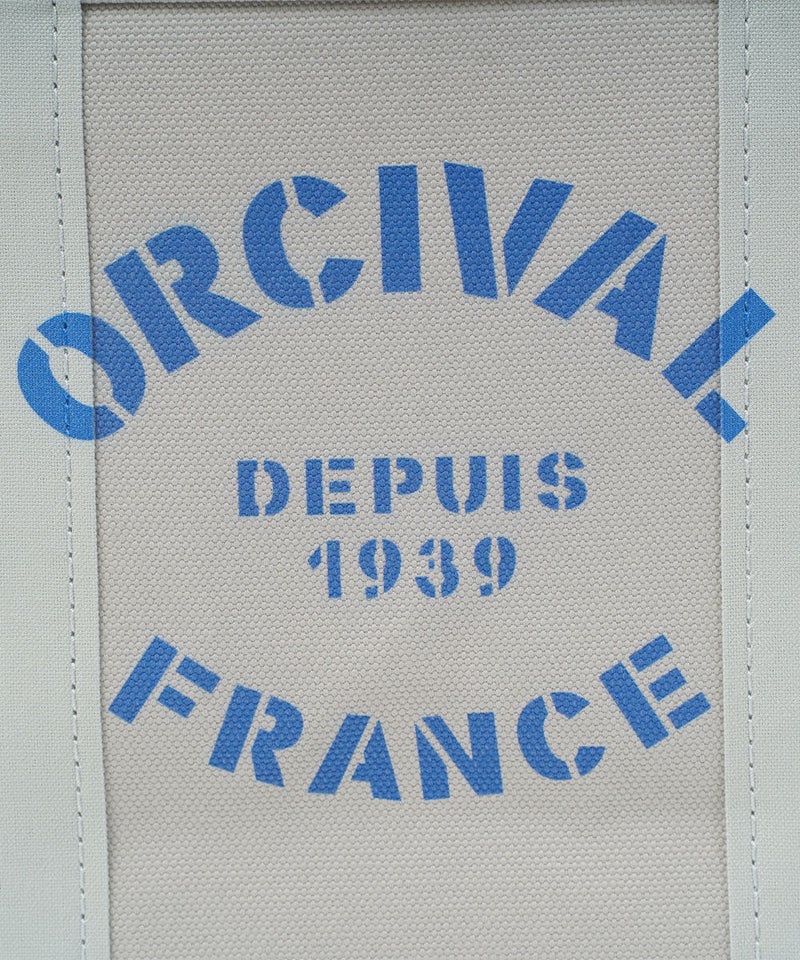 ORCIVAL
DEPUIS
1939
FRANCE